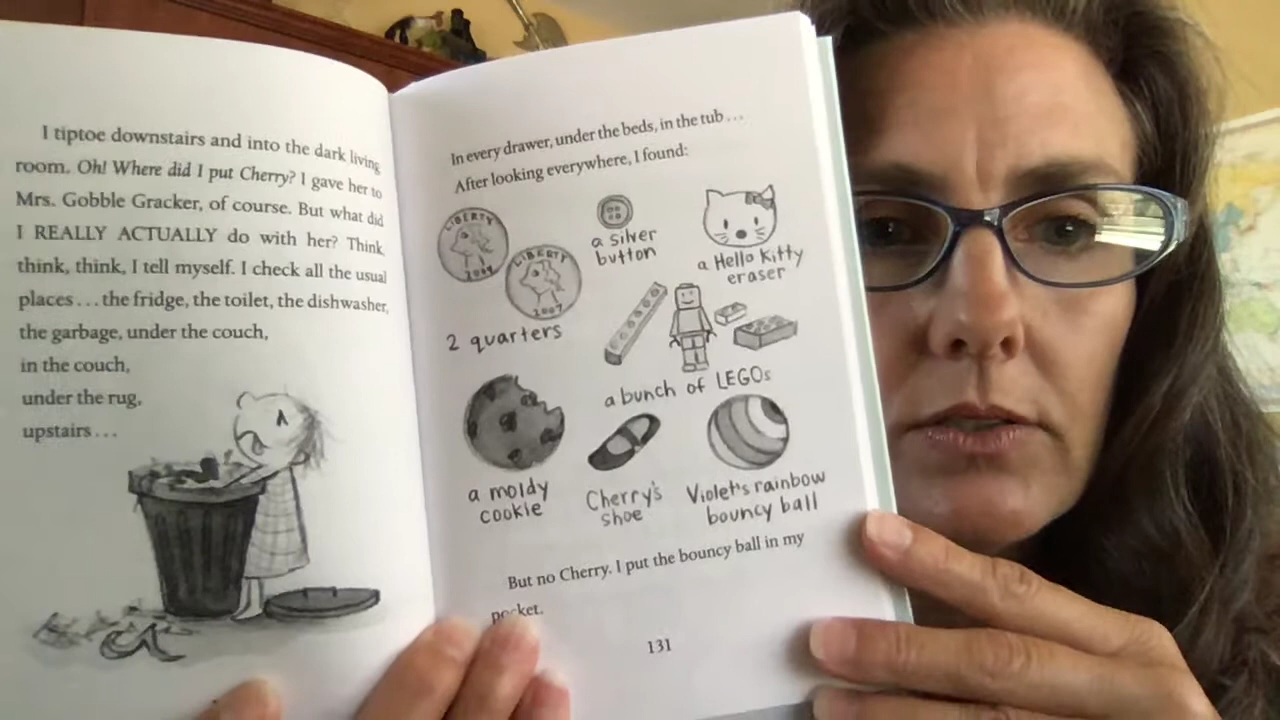 I tiptoe downstairs and into the dark living
room. Oh! Where did I put Cherry? I gave her to
Mrs. Gobble Gracker, of course. But what did
I REALLY ACTUALLY do with her? Think,
think, think, I tell myself. I check all the usual
places . . . the fridge, the toilet, the dishwasher,
the garbage, under the couch,
in the couch,
under the rug,
upstairs . . .
In every drawer, under the beds, in the tub . . .
After looking everywhere, I found:
LIBERTY
LIBERTY
2007
2 quarters
a silver
button
a Hello Kitty
eraser
a bunch of LEGOs
a moldy
cookie
Cherry's
shoe
Violet's rainbow
bouncy ball
But no Cherry. I put the bouncy ball in my
pocket.
131